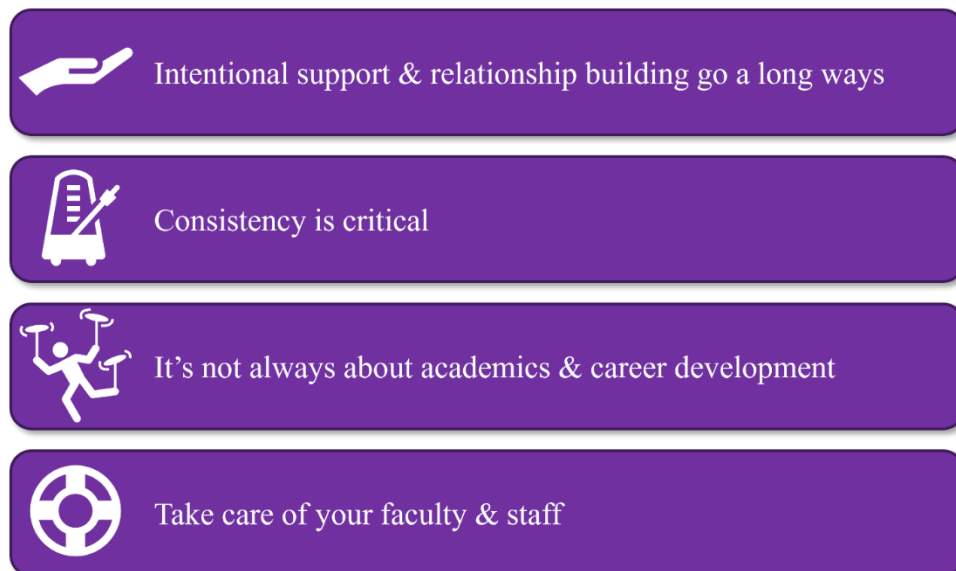 Intentional support & relationship building go a long ways
Consistency is critical
It’s not always about academics & career development
Take care of your faculty & staff